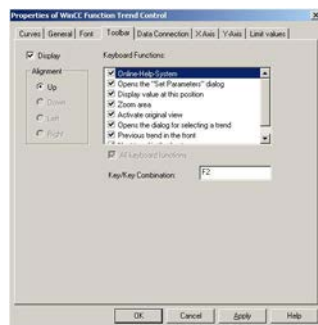 Properties of WinCC Function Trend Control
Curves General Font Toolbar Data Connection X Axis Y-Axis Limit values
Display
Keyboard Functions:
Alignment
Up
Down
Left
Right
Online-Help-System
Opens the "Set Parameters" dialog
Display value at this position
Zoom area
Activate original view
Opens the dialog for selecting a trend
Previous trend in the front
All keyboard functions
Key/Key Combination:
F2
OK Cancel Apply Help